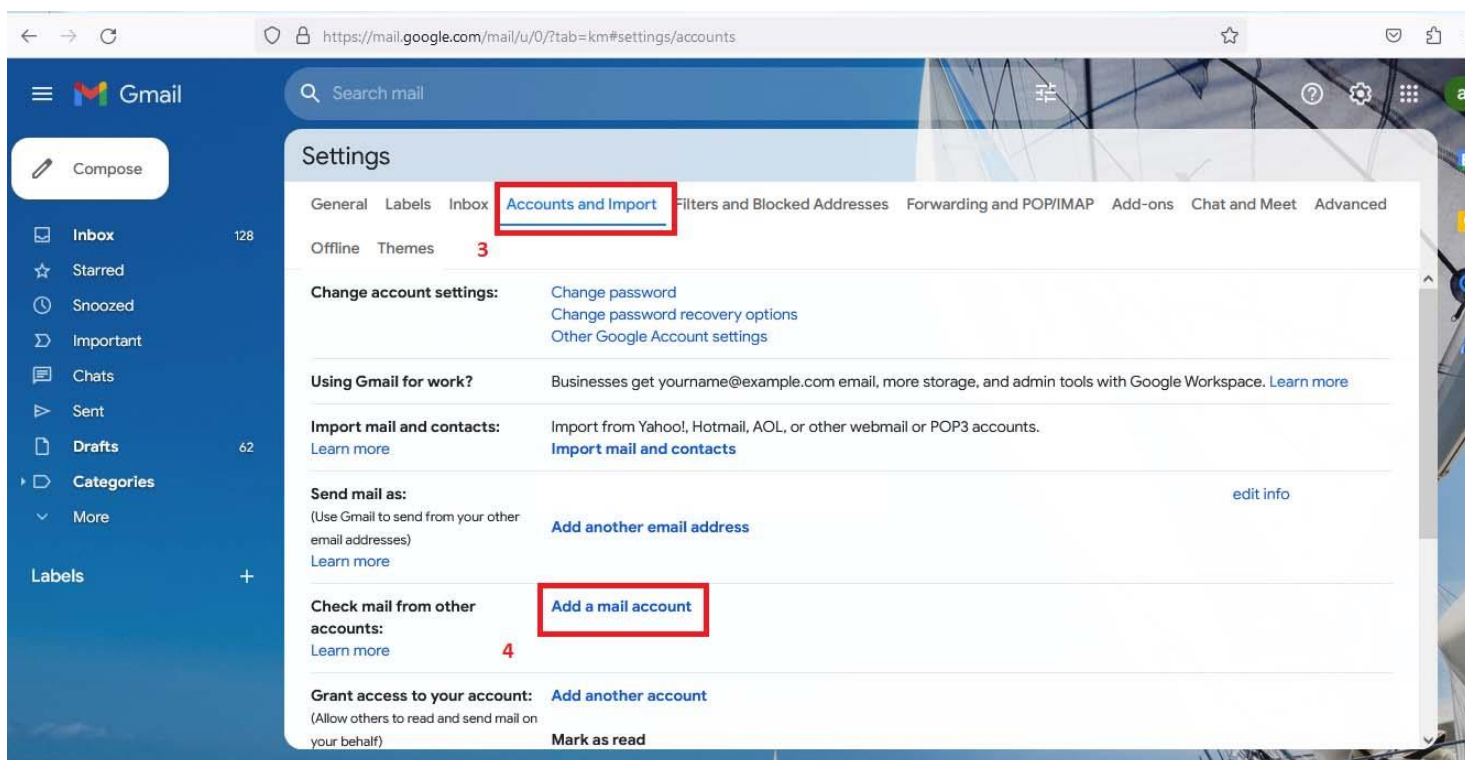 https://mail.google.com/mail/u/0/?tab=km#settings/accounts
Gmail
Search mail
a
Compose
Inbox 128
Starred
Snoozed
Important
Chats
Sent
Drafts 62
Categories
More
Labels
Settings
General Labels Inbox Accounts and Import Filters and Blocked Addresses Forwarding and POP/IMAP Add-ons Chat and Meet Advanced
Offline Themes 3
Change account settings: Change password
Change password recovery options
Other Google Account settings
Using Gmail for work? Businesses get yourname@example.com email, more storage, and admin tools with Google Workspace. Learn more
Import mail and contacts: Import from Yahoo!, Hotmail, AOL, or other webmail or POP3 accounts.
Learn more Import mail and contacts
Send mail as: edit info
(Use Gmail to send from your other
email addresses) Add another email address
Learn more
Check mail from other Add a mail account
accounts:
Learn more 4
Grant access to your account: Add another account
(Allow others to read and send mail on
your behalf) Mark as read